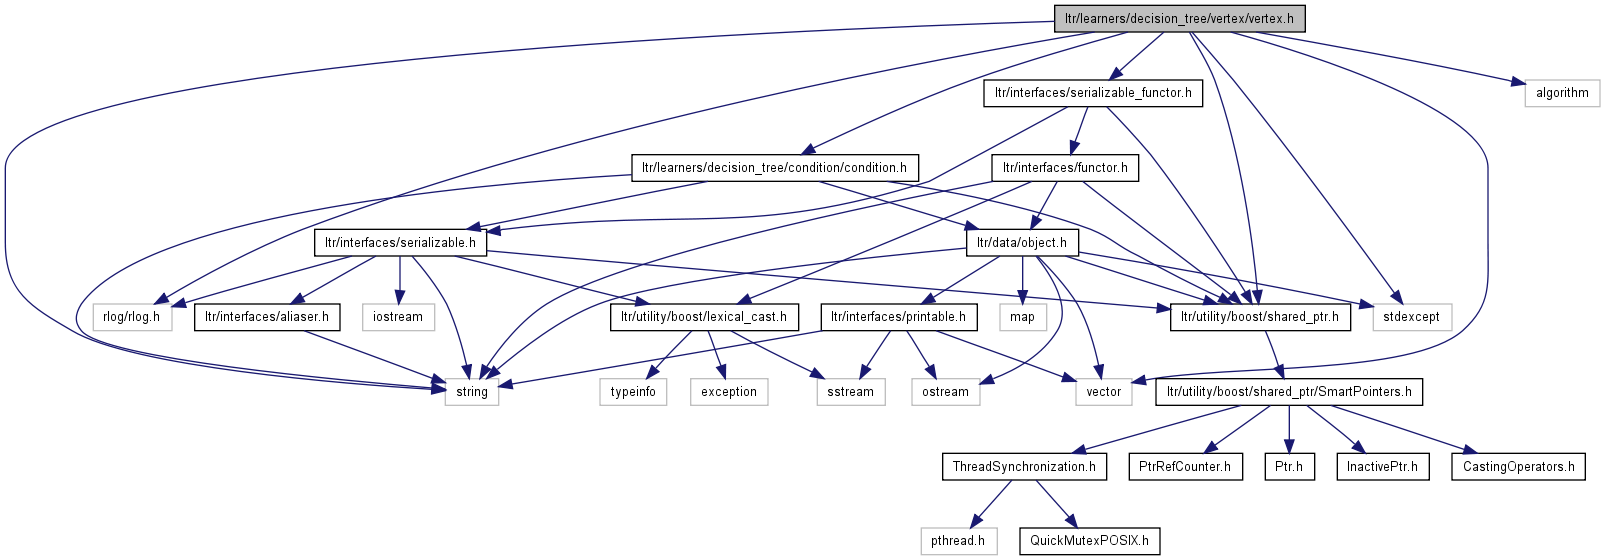 ltr/learners/decision_tree/vertex/vertex.h
ltr/interfaces/serializable_functor.h
algorithm
ltr/learners/decision_tree/condition/condition.h
ltr/interfaces/functor.h
ltr/interfaces/serializable.h
ltr/data/object.h
rlog/rlog.h
ltr/interfaces/aliaser.h
iostream
ltr/utility/boost/lexical_cast.h
ltr/interfaces/printable.h
map
ltr/utility/boost/shared_ptr.h
stdexcept
string
typeinfo
exception
sstream
ostream
vector
ltr/utility/boost/shared_ptr/SmartPointers.h
ThreadSynchronization.h
PtrRefCounter.h
Ptr.h
InactivePtr.h
CastingOperators.h
pthread.h
QuickMutexPOSIX.h